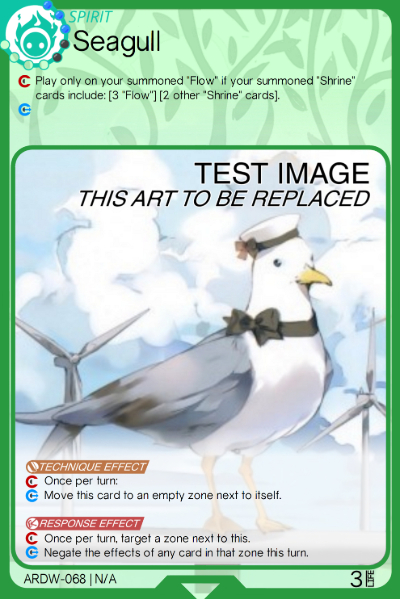 SPIRIT
Seagull
C Play only on your summoned "Flow" if your summoned "Shrine"
cards include: [3 "Flow"] [2 other "Shrine" cards].
TEST IMAGE
THIS ART TO BE REPLACED
TECHNIQUE EFFECT
C Once per turn:
Move this card to an empty zone next to itself.
RESPONSE EFFECT
C Once per turn, target a zone next to this.
Negate the effects of any card in that zone this turn.
ARDW-068 | N/A
3 LIFE